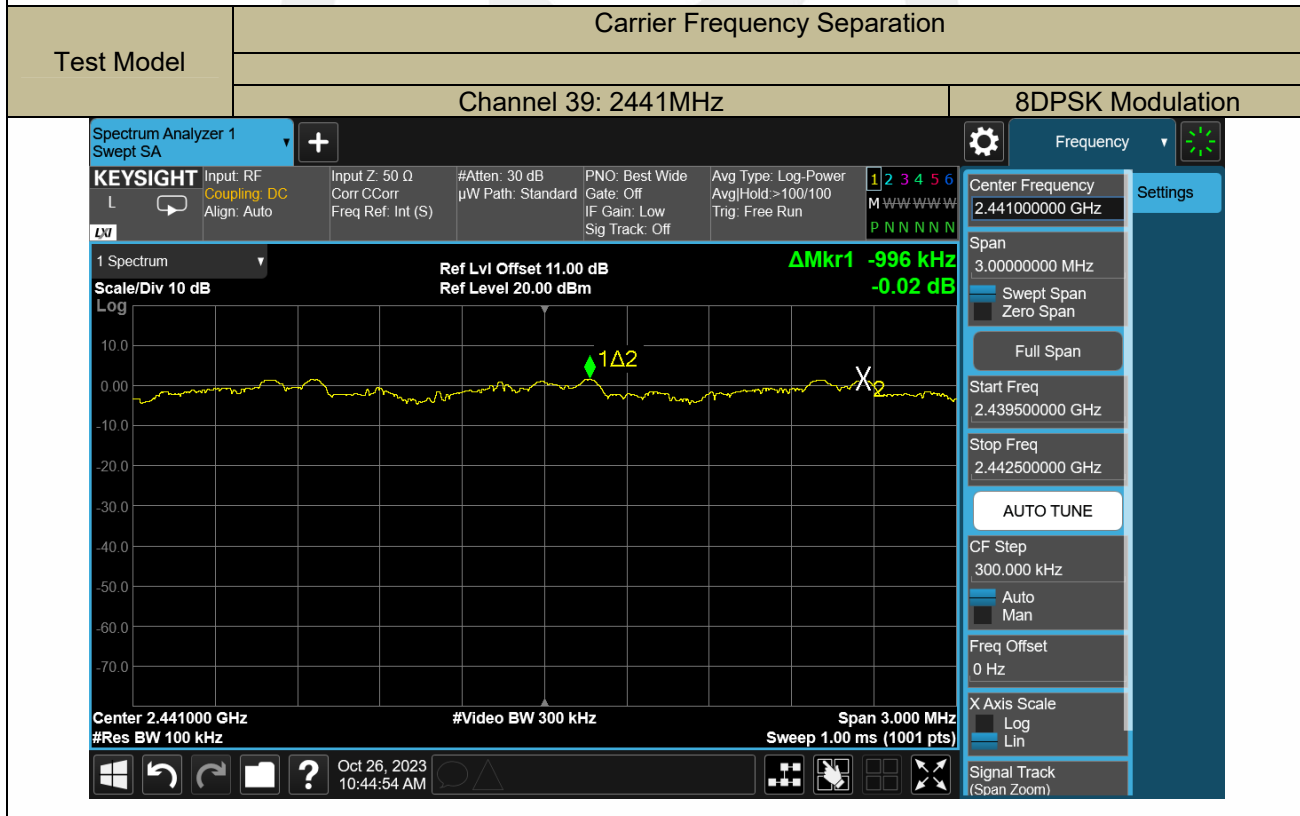 Carrier Frequency Separation
Test Model
Channel 39: 2441MHz
8DPSK Modulation
Spectrum Analyzer 1
Swept SA
+
Frequency
KEYSIGHT
L
LXI
Input: RF
Coupling: DC
Align: Auto
Input Z: 50 Ω
Corr CCorr
Freq Ref: Int (S)
#Atten: 30 dB
µW Path: Standard
PNO: Best Wide
Gate: Off
IF Gain: Low
Sig Track: Off
Avg Type: Log-Power
Avg|Hold:>100/100
Trig: Free Run
1 2 3 4 5 6
M W W W W W
P N N N N N
1 Spectrum
Scale/Div 10 dB
Log
Ref Lvl Offset 11.00 dB
Ref Level 20.00 dBm
ΔMkr1 -996 kHz
-0.02 dB
10.0
0.00
-10.0
-20.0
-30.0
-40.0
-50.0
-60.0
-70.0
1Δ2
X2
Center 2.441000 GHz
#Res BW 100 kHz
#Video BW 300 kHz
Span 3.000 MHz
Sweep 1.00 ms (1001 pts)
?
Oct 26, 2023
10:44:54 AM
Center Frequency
2.441000000 GHz
Settings
Span
3.00000000 MHz
Swept Span
Zero Span
Full Span
Start Freq
2.439500000 GHz
Stop Freq
2.442500000 GHz
AUTO TUNE
CF Step
300.000 kHz
Auto
Man
Freq Offset
0 Hz
X Axis Scale
Log
Lin
Signal Track
(Span Zoom)